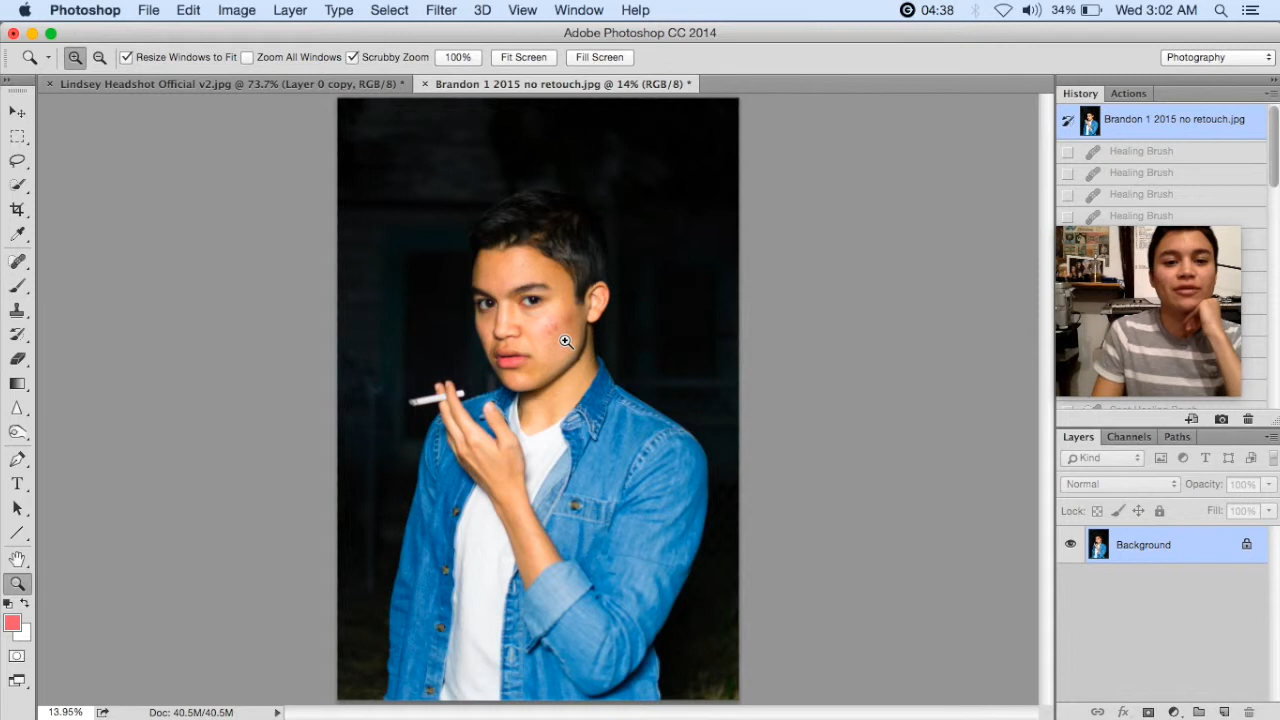 Photoshop File Edit Image Layer Type Select Filter 3D View Window Help 04:38 34% Wed 3:02 AM
Adobe Photoshop CC 2014
Resize Windows to Fit Zoom All Windows Scrubby Zoom 100% Fit Screen Fill Screen Photography
Lindsey Headshot Official v2.jpg @ 73.7% (Layer 0 copy, RGB/8) * Brandon 1 2015 no retouch.jpg @ 14% (RGB/8) *
History Actions
Brandon 1 2015 no retouch.jpg
Healing Brush
Healing Brush
Healing Brush
Healing Brush
Spot Healing Brush
Layers Channels Paths
Kind
Normal Opacity: 100%
Lock: Fill: 100%
Background
13.95% Doc: 40.5M/40.5M